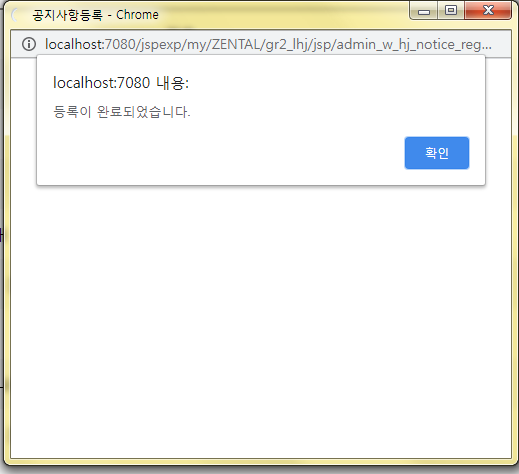 공지사항등록 - Chrome
localhost:7080/jspexp/my/ZENTAL/gr2_lhj/jsp/admin_w_hj_notice_reg...
localhost:7080 내용:
등록이 완료되었습니다.
확인